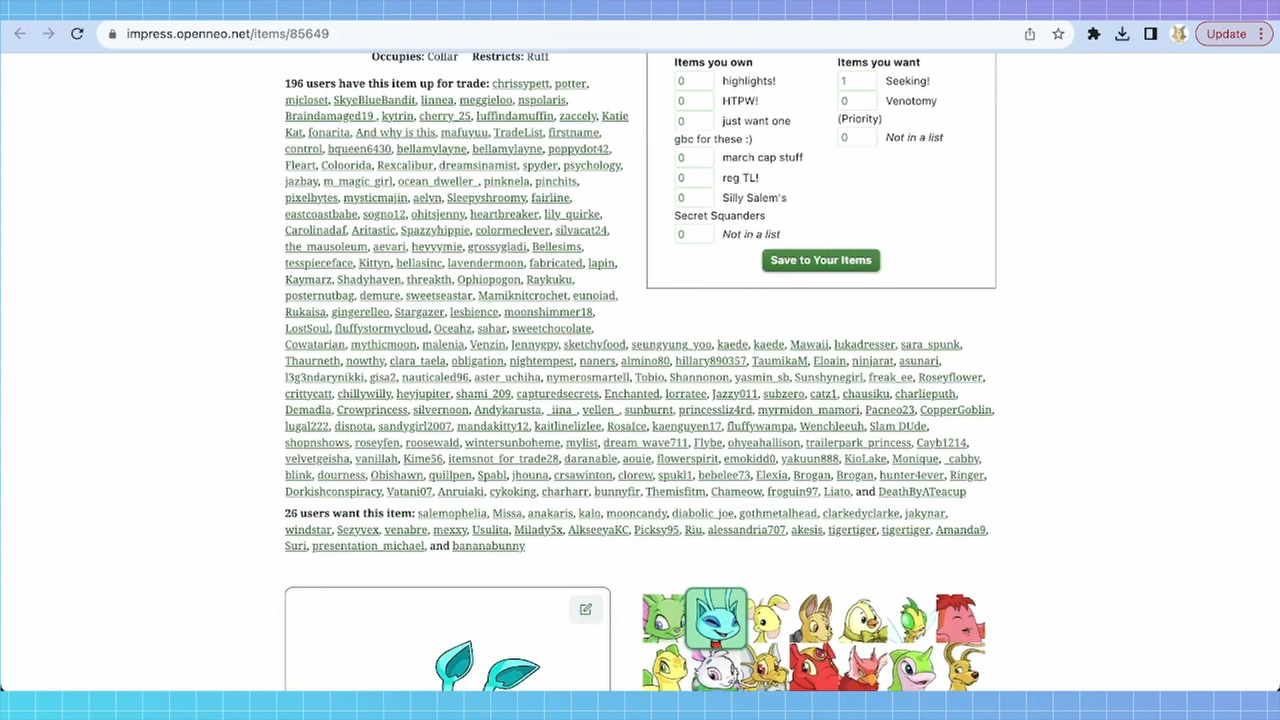 impress.openneo.net/items/85649
Update
Occupies: Collar Restricts: Ruff
196 users have this item up for trade: chrissypett, potter,
mjcloset, SkyeBlueBandit, linnea, meggieloo, nspolaris,
Braindamaged19_, kytrin, cherry_25, luffindamuffin, zaccely, Katie
Kat, fonarita, And why is this, mafuyuu, TradeList, firstname,
control, bqueen6430, bellamylayne, bellamylayne, poppydot42,
Fleart, Coloorida, Rexcalibur, dreamsinamist, spyder, psychology,
jazbay, m_magic_girl, ocean_dweller_, pinknela, pinchits,
pixelbytes, mysticmajin, aelyn, Sleepyshroomy, fairline,
eastcoastbabe, sogno12, ohitsjenny, heartbreaker, lily_quirke,
Carolinadaf, Aritastic, Spazzyhippie, colormeclever, silvacat24,
the_mausoleum, aevari, heyyymie, grossygladi, Bellesims,
tesspieceface, Kittyn, bellasinc, lavendermoon, fabricated, lapin,
Kaymarz, Shadyhaven, threakth, Ophiopogon, Raykuku,
posternutbag, demure, sweetseastar, Mamiknitcrochet, eunoiad,
Rukaisa, gingerelleo, Stargazer, lesbience, moonshimmer18,
LostSoul, fluffystormycloud, Oceahz, sahar, sweetchocolate,
Cowatarian, mythicmoon, malenia, Venzin, Jennygpy, sketchyfood, seungyung_yoo, kaede, kaede, Mawaii, lukadresser, sara_spunk,
Thaurneth, nowthy, clara_taela, obligation, nightempest, naners, almino80, hillary890357, TaumikaM, Eloain, ninjarat, asunari,
l3g3ndarynikki, gisa2, nauticaled96, aster_uchiha, nymerosmartell, Tobio, Shannonon, yasmin_sb, Sunshynegirl, freak_ee, Roseyflower,
crittycatt, chillywilly, heyjupiter, shami_209, capturedsecrets, Enchanted, lorratee, Jazzy011, subzero, catz1, chausiku, charlieputh,
Demadla, Crowprincess, silvernoon, Andykarusta, _iina_, vellen_, sunburnt, princessliz4rd, myrmidon_mamori, Pacneo23, CopperGoblin,
lugal222, disnota, sandygirl2007, mandakitty12, kaitlinelizlee, RosaIce, kaenguyen17, fluffywampa, Wenchleeuh, Slam DUde,
shopnshows, roseyfen, roosewald, wintersunboheme, mylist, dream_wave711, Flybe, ohyeahallison, trailerpark_princess, Cayb1214,
velvetgeisha, vanillah, Kime56, itemsnot_for_trade28, daranable, aouie, flowerspirit, emokidd0, yakuun888, KioLake, Monique, _cabby,
blink, dourness, Obishawn, quillpen, Spabl, jhouna, crsawinton, clorew, spukl1, bebelee73, Elexia, Brogan, Brogan, hunter4ever, Ringer,
Dorkishconspiracy, Vatani07, Anruiaki, cykoking, charharr, bunnyfir, Themisfitm, Chameow, froguin97, Liato, and DeathByATeacup
26 users want this item: salemophelia, Missa, anakaris, kalo, mooncandy, diabolic_joe, gothmetalhead, clarkedyclarke, jakynar,
windstar, Sezyvex, venabre, mexxy, Usulita, Milady5x, AlkseeyaKC, Picksy95, Riu, alessandria707, akesis, tigertiger, tigertiger, Amanda9,
Suri, presentation_michael, and bananabunny
Items you own
0 highlights!
0 HTPW!
0 just want one
gbc for these :)
0 march cap stuff
0 reg TL!
0 Silly Salem's
Secret Squanders
0 Not in a list
Items you want
1 Seeking!
0 Venotomy
(Priority)
0 Not in a list
Save to Your Items